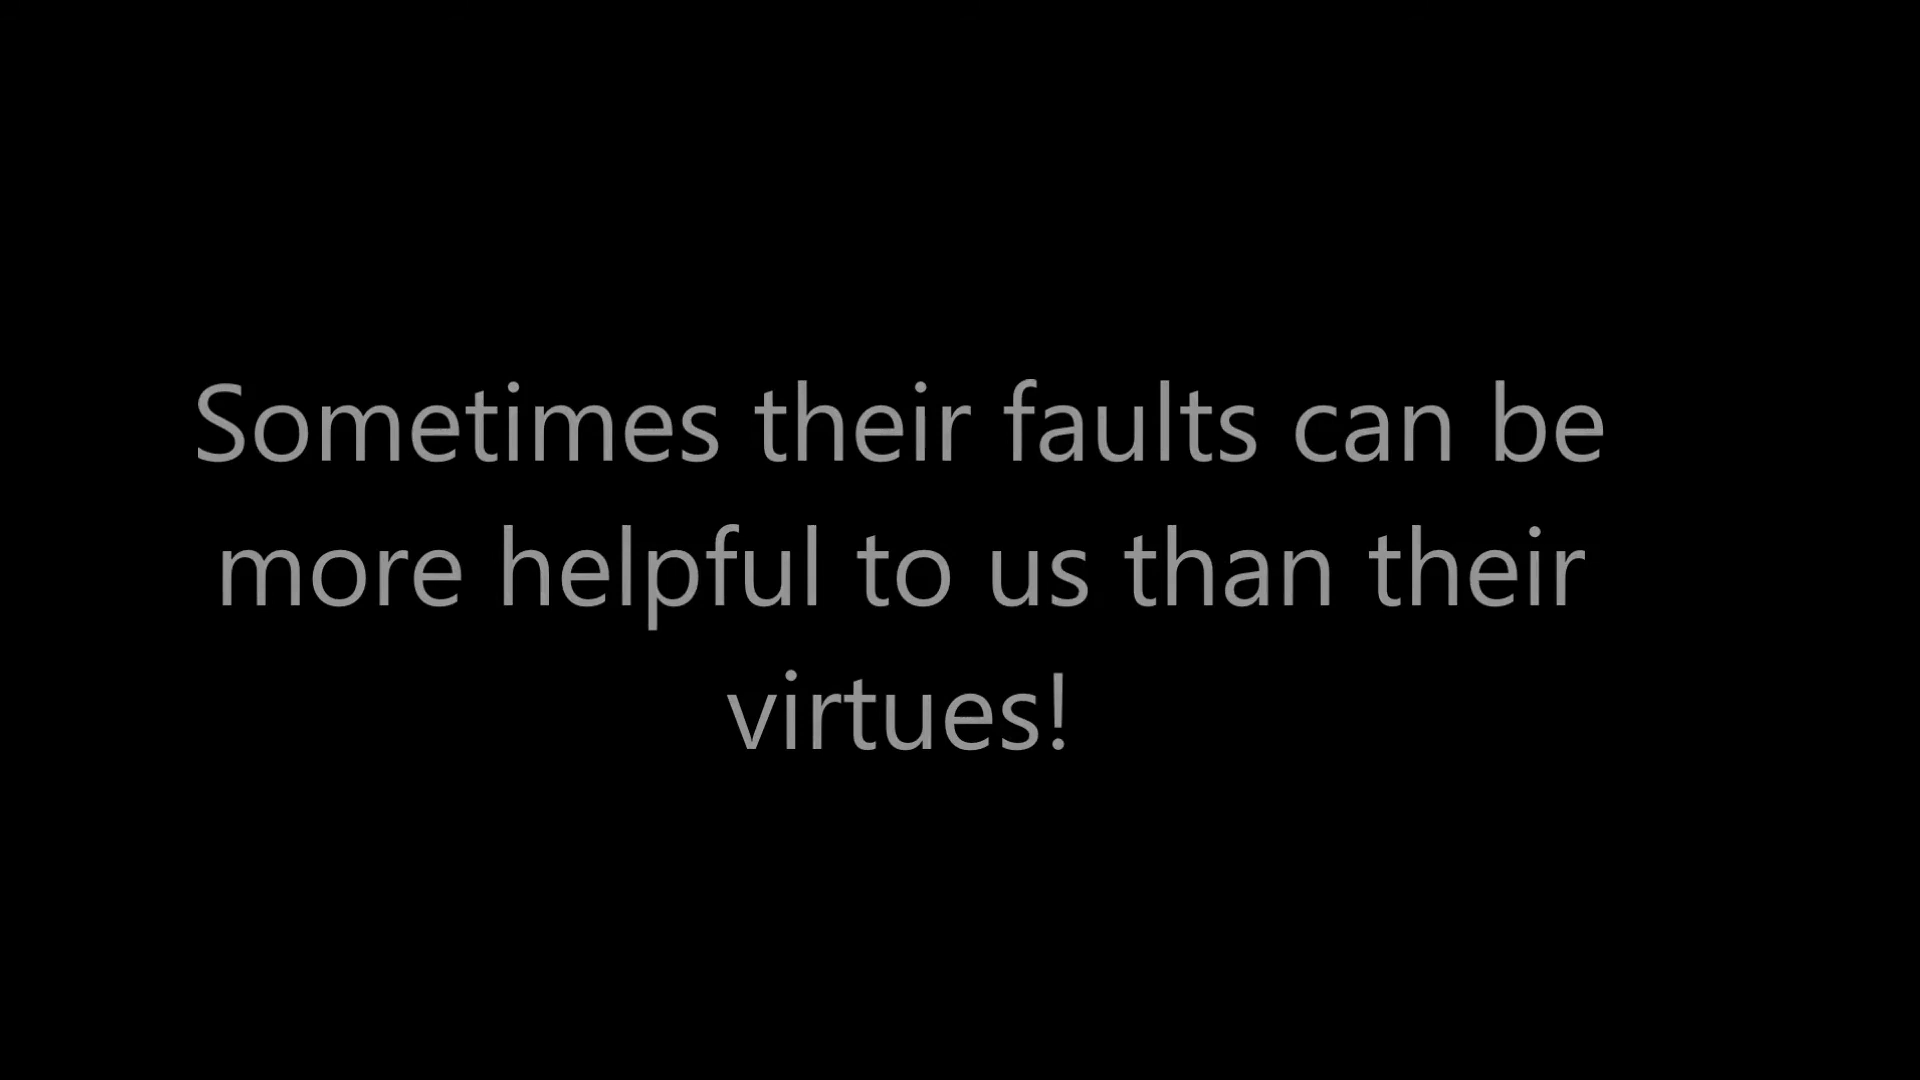 Sometimes their faults can be
more helpful to us than their
virtues!